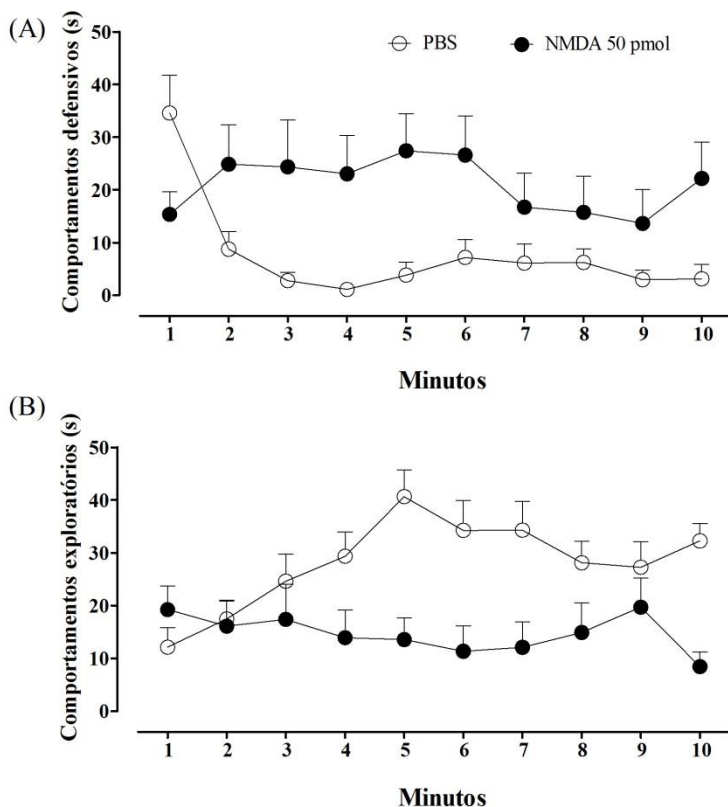 (A)
Comportamentos defensivos (s)
50
40
30
20
10
0
PBS
NMDA 50 pmol
1 2 3 4 5 6 7 8 9 10
Minutos
(B)
Comportamentos exploratórios (s)
50
40
30
20
10
0
1 2 3 4 5 6 7 8 9 10
Minutos